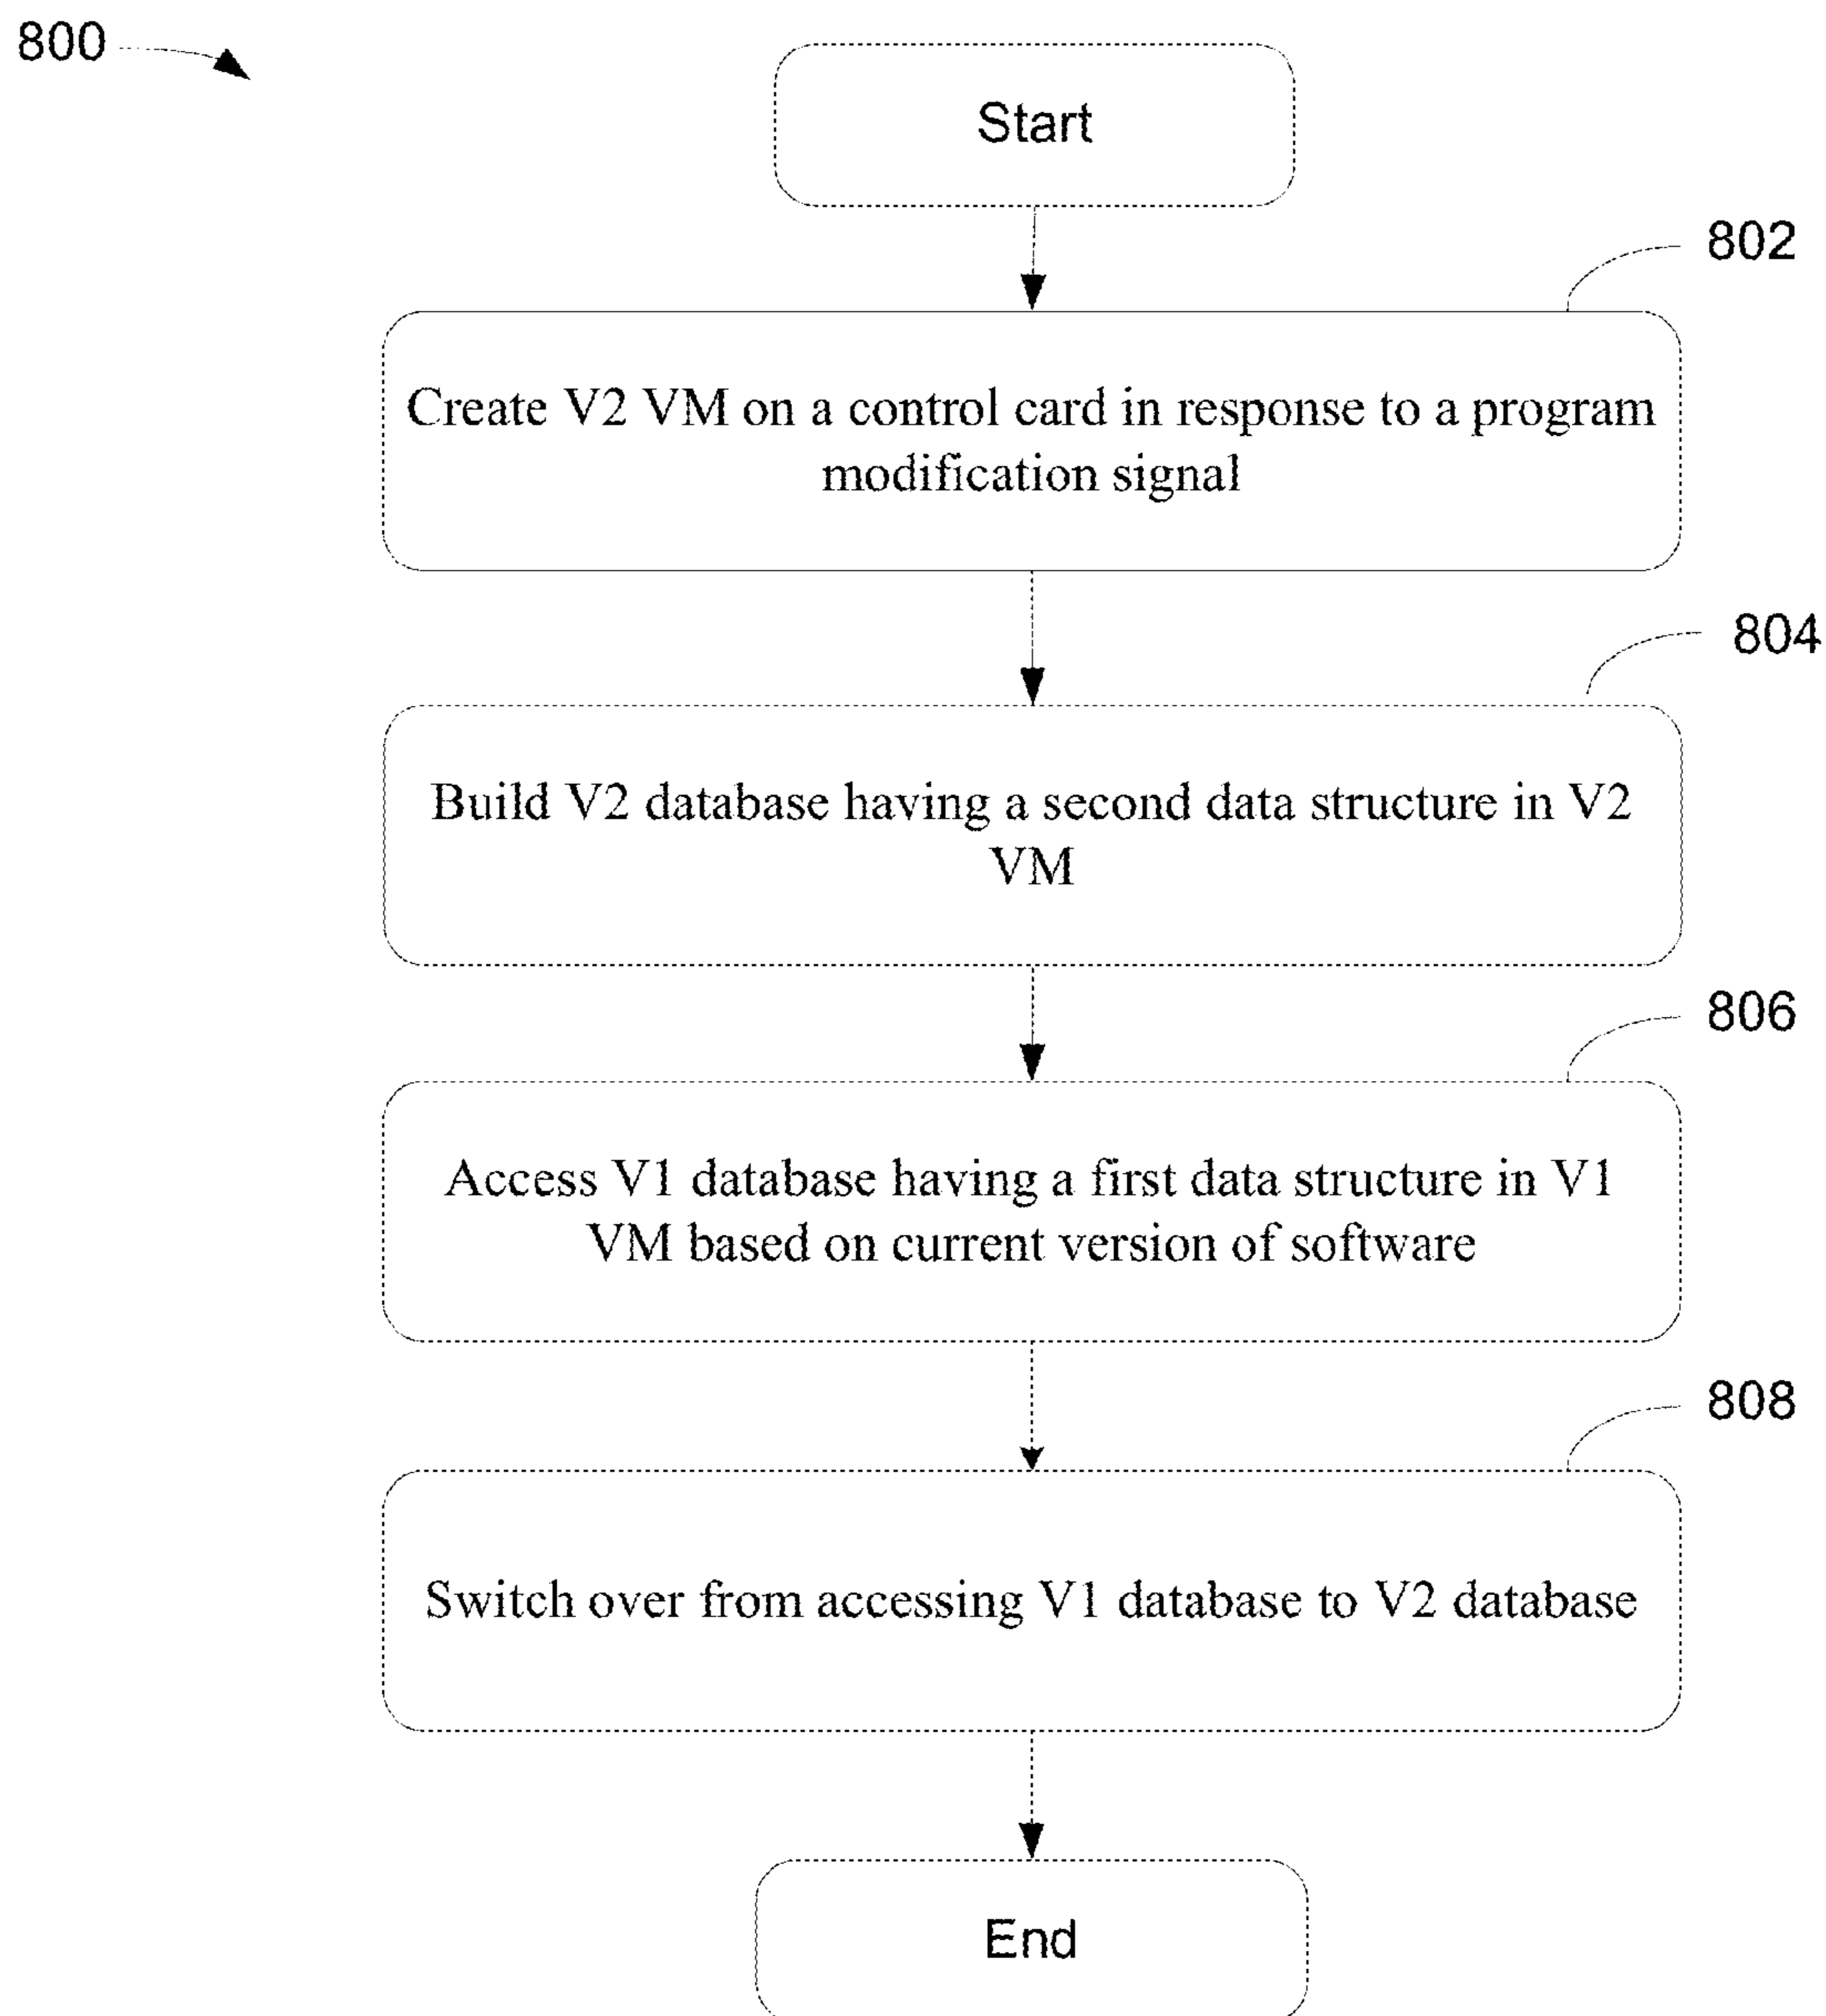 800
Start
802
Create V2 VM on a control card in response to a program
modification signal
804
Build V2 database having a second data structure in V2
VM
806
Access V1 database having a first data structure in V1
VM based on current version of software
808
Switch over from accessing V1 database to V2 database
End